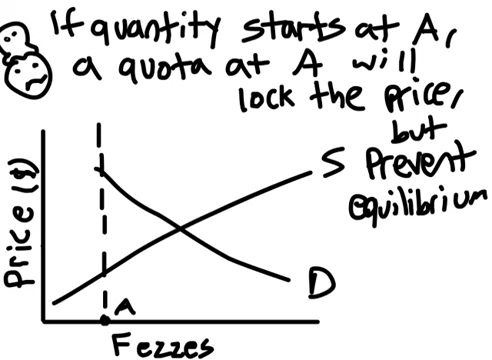 If quantity starts at A,
a quota at A will
lock the price,
but
Prevent
equilibrium
S
D
Price ($)
A
Fezzes